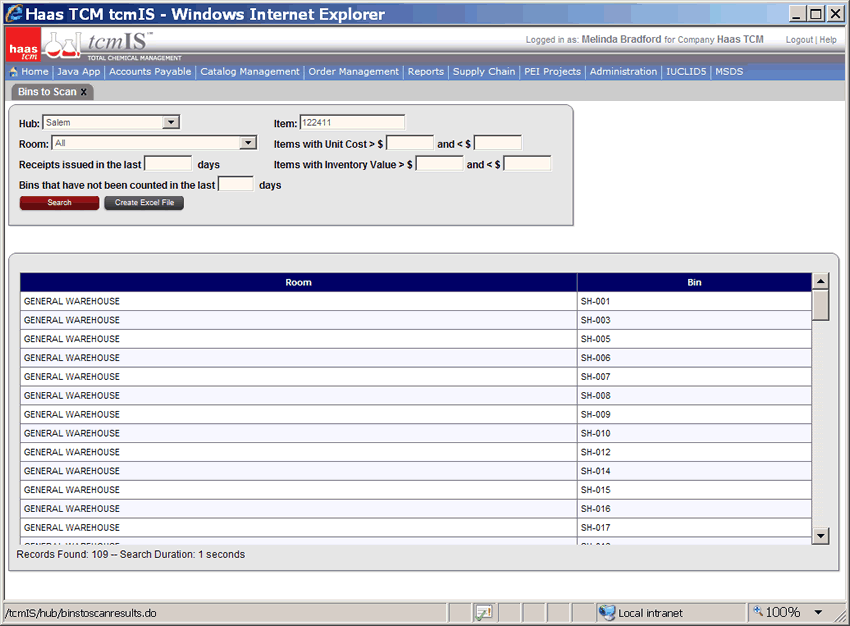 Haas TCM tcmIS - Windows Internet Explorer
haas tcm
tcmIS™
TOTAL CHEMICAL MANAGEMENT
Logged in as: Melinda Bradford for Company Haas TCM Logout | Help
Home | Java App | Accounts Payable | Catalog Management | Order Management | Reports | Supply Chain | PEI Projects | Administration | IUCLID5 | MSDS
Bins to Scan x
Hub: Salem Item: 122411
Room: All Items with Unit Cost > $ and < $
Receipts issued in the last days Items with Inventory Value > $ and < $
Bins that have not been counted in the last days
Search Create Excel File
Room Bin
GENERAL WAREHOUSE SH-001
GENERAL WAREHOUSE SH-003
GENERAL WAREHOUSE SH-005
GENERAL WAREHOUSE SH-006
GENERAL WAREHOUSE SH-007
GENERAL WAREHOUSE SH-008
GENERAL WAREHOUSE SH-009
GENERAL WAREHOUSE SH-010
GENERAL WAREHOUSE SH-012
GENERAL WAREHOUSE SH-014
GENERAL WAREHOUSE SH-015
GENERAL WAREHOUSE SH-016
GENERAL WAREHOUSE SH-017
Records Found: 109 -- Search Duration: 1 seconds
/tcmIS/hub/binstoscanresults.do Local intranet 100%